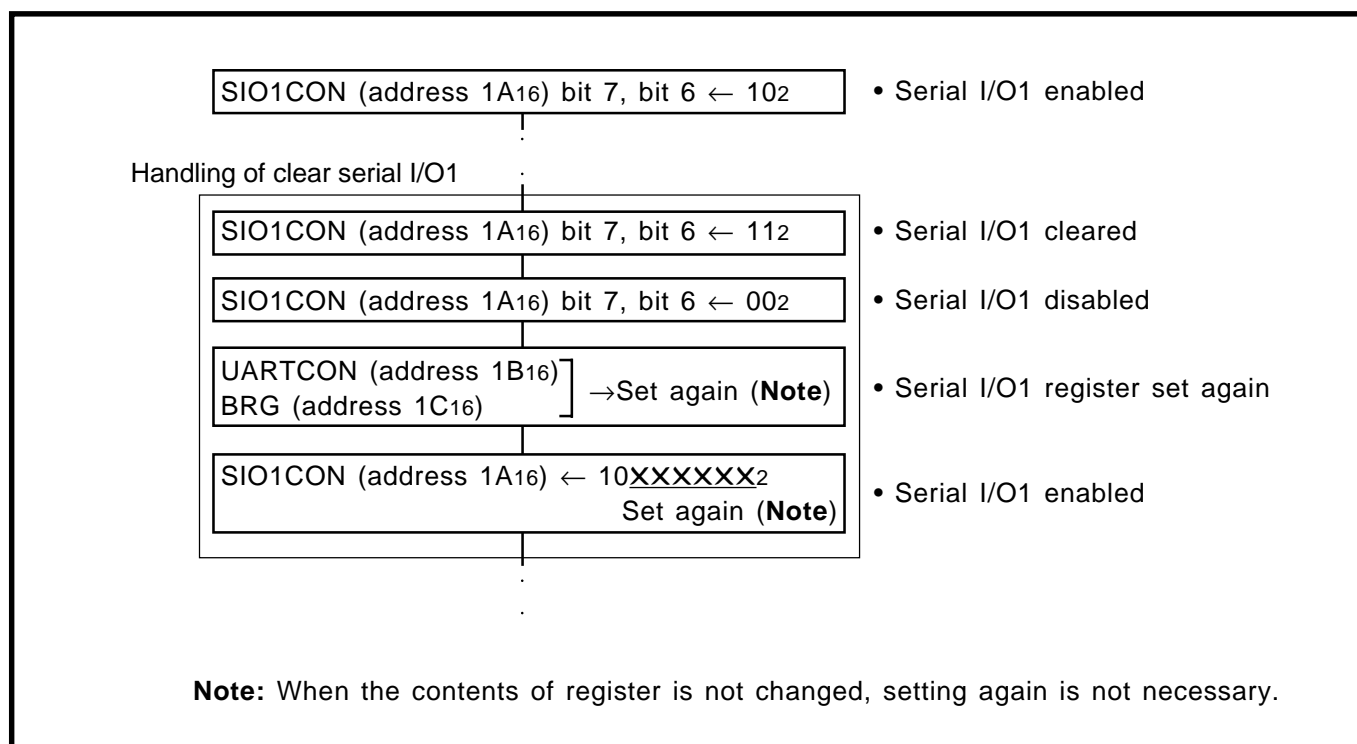 SIO1CON (address 1A16) bit 7, bit 6 ← 102 • Serial I/O1 enabled
Handling of clear serial I/O1
SIO1CON (address 1A16) bit 7, bit 6 ← 112 • Serial I/O1 cleared
SIO1CON (address 1A16) bit 7, bit 6 ← 002 • Serial I/O1 disabled
UARTCON (address 1B16)
BRG (address 1C16)
→Set again (Note) • Serial I/O1 register set again
SIO1CON (address 1A16) ← 10XXXXXX2
Set again (Note)
• Serial I/O1 enabled
Note: When the contents of register is not changed, setting again is not necessary.